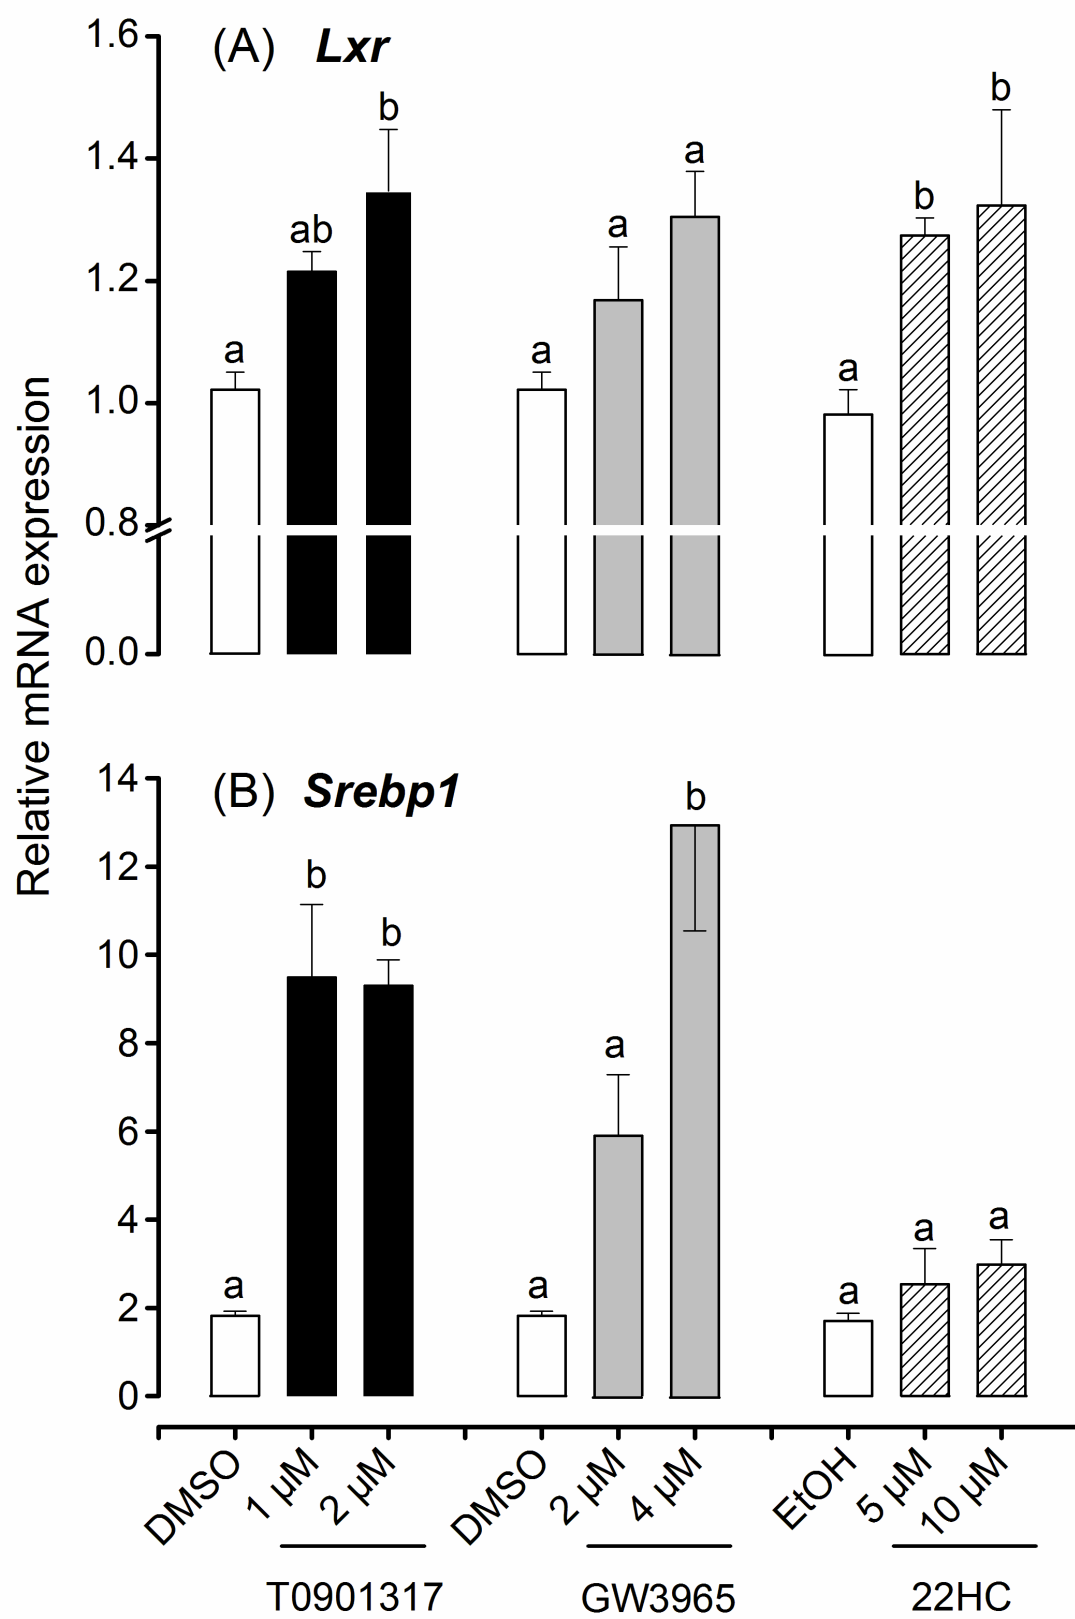 Relative mRNA expression
(A) Lxr
1.6
1.4
1.2
1.0
0.8
0.0
a
ab
b
a
a
a
a
b
b
(B) Srebp1
14
12
10
8
6
4
2
0
a
b
b
a
a
b
a
a
a
DMSO
1 µM
2 µM
DMSO
2 µM
4 µM
EtOH
5 µM
10 µM
T0901317
GW3965
22HC